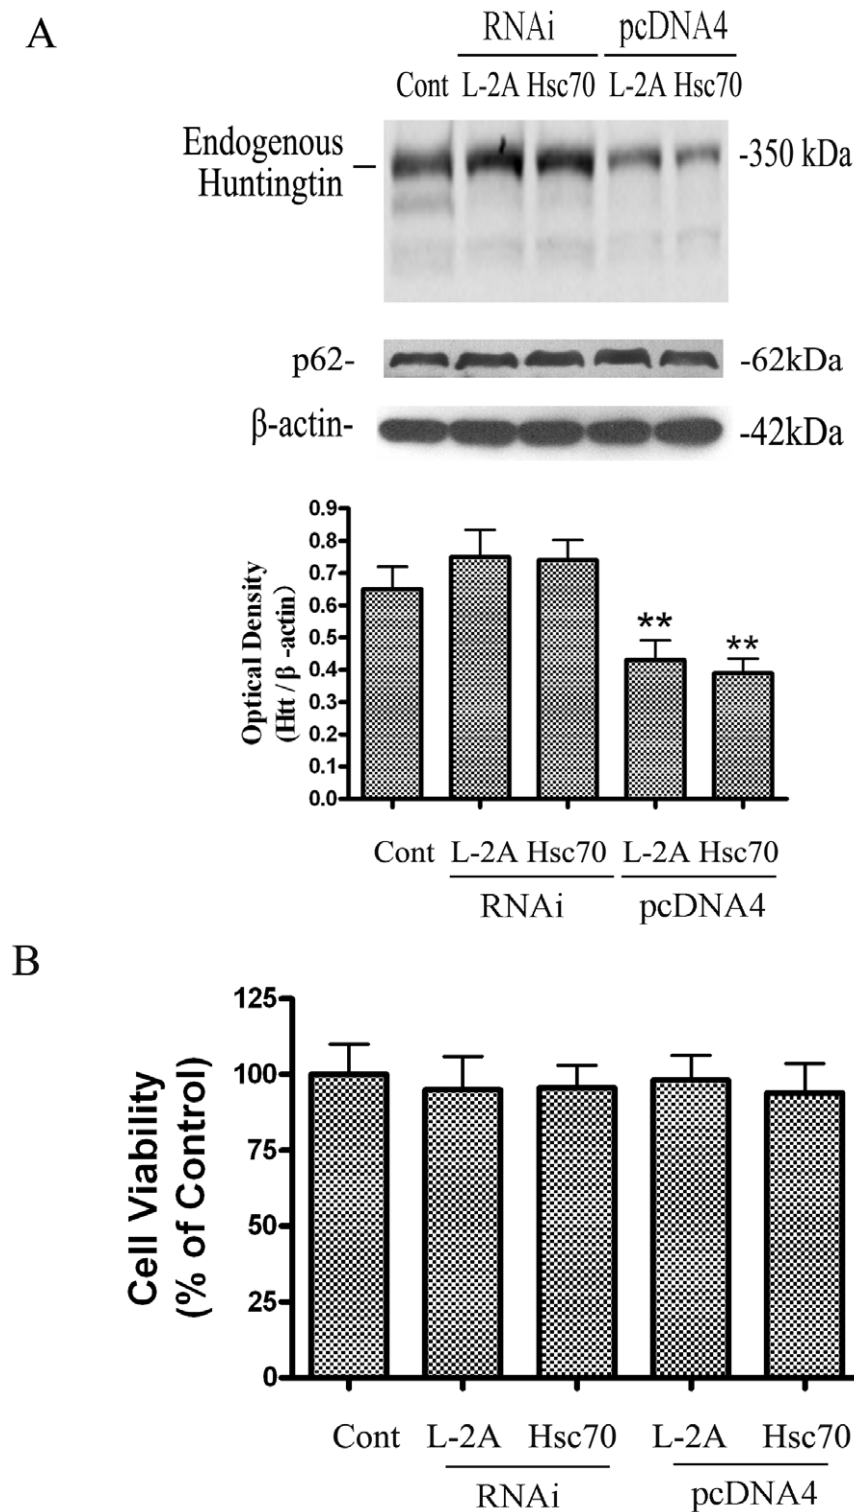 A
RNAi pcDNA4
Cont L-2A Hsc70 L-2A Hsc70
Endogenous
Huntingtin
-350 kDa
p62- -62kDa
β-actin- -42kDa
Optical Density
(Htt / β -actin)
0.9
0.8
0.7
0.6
0.5
0.4
0.3
0.2
0.1
0.0
** **
Cont L-2A Hsc70 L-2A Hsc70
RNAi pcDNA4
B
Cell Viability
(% of Control)
125
100
75
50
25
0
Cont L-2A Hsc70 L-2A Hsc70
RNAi pcDNA4